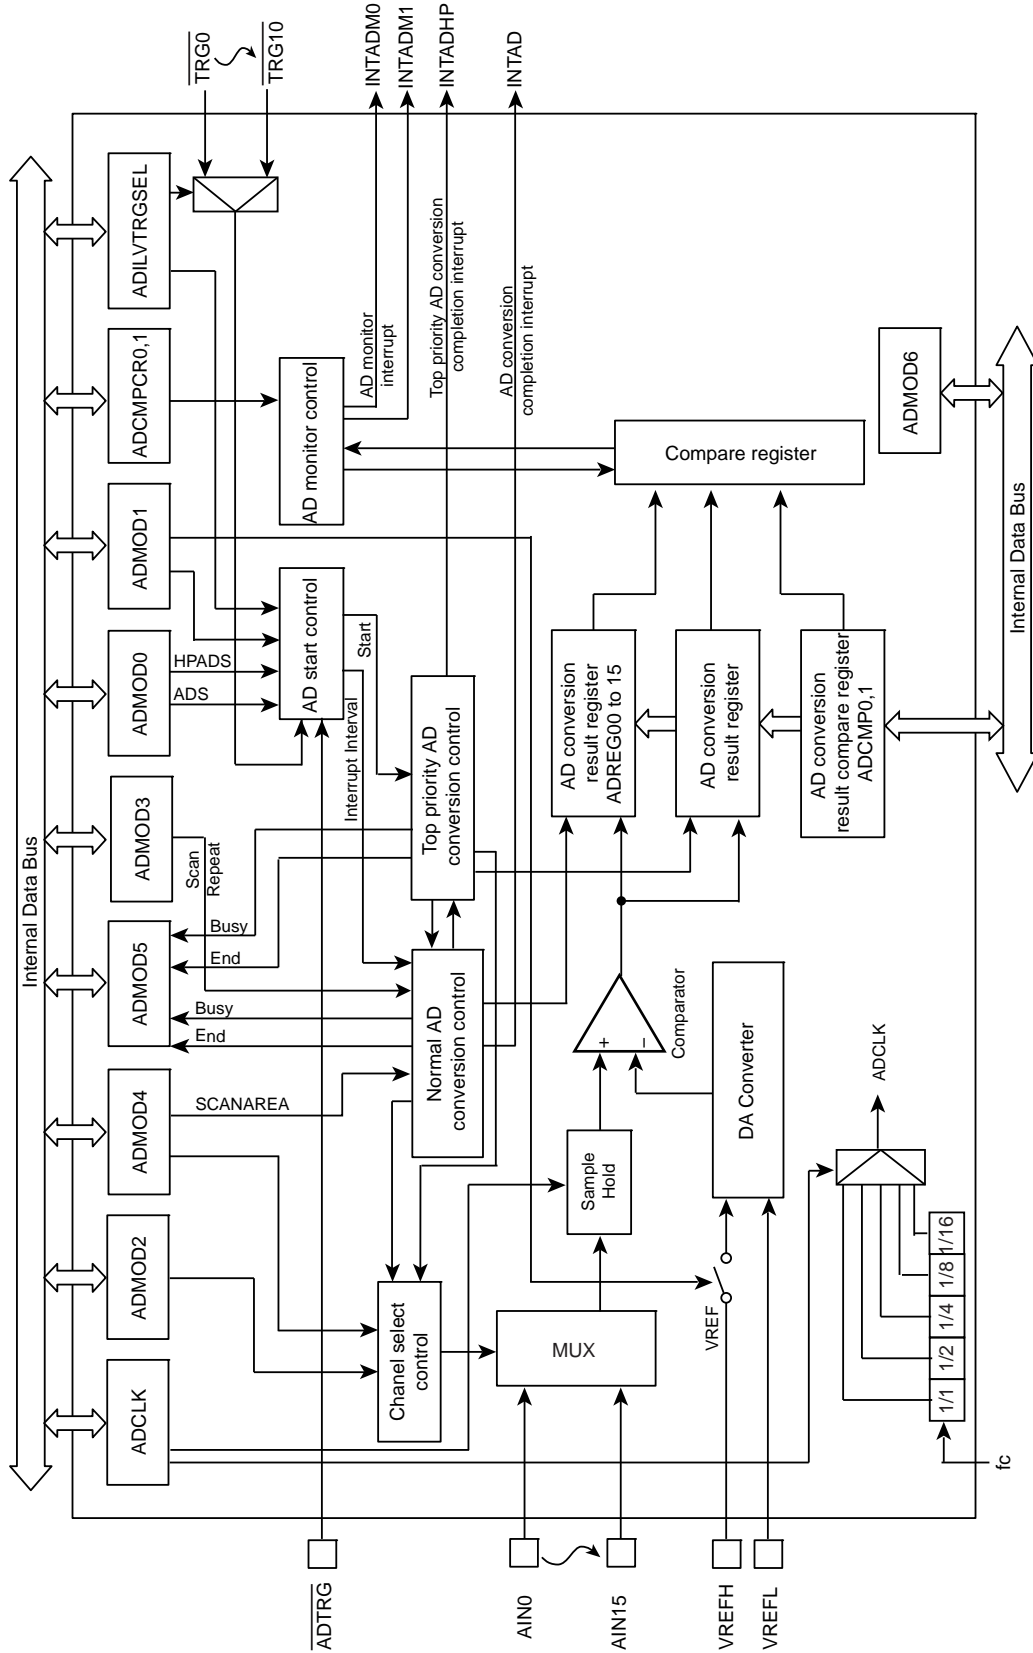 Internal Data Bus
ADCLK
ADMOD2
ADMOD4
ADMOD5
ADMOD3
ADMOD0
ADMOD1
ADCMPCR0,1
ADILVTRGSEL
TRG0
TRG10
SCANAREA
End
Busy
End
Busy
Scan
Repeat
ADS
HPADS
ADTRG
AD start control
AD monitor control
Interrupt Interval
Start
AD monitor
interrupt
INTADM0
INTADM1
Chanel select
control
Normal AD
conversion control
Top priority AD
conversion control
Top priority AD conversion
completion interrupt
INTADHP
AD conversion
completion interrupt
INTAD
AIN0
AIN15
MUX
Sample
Hold
+
–
Comparator
AD conversion
result register
ADREG00 to 15
AD conversion
result register
AD conversion
result compare register
ADCMP0,1
Compare register
VREFH
VREFL
VREF
DA Converter
ADCLK
fc
1/1
1/2
1/4
1/8
1/16
ADMOD6
Internal Data Bus